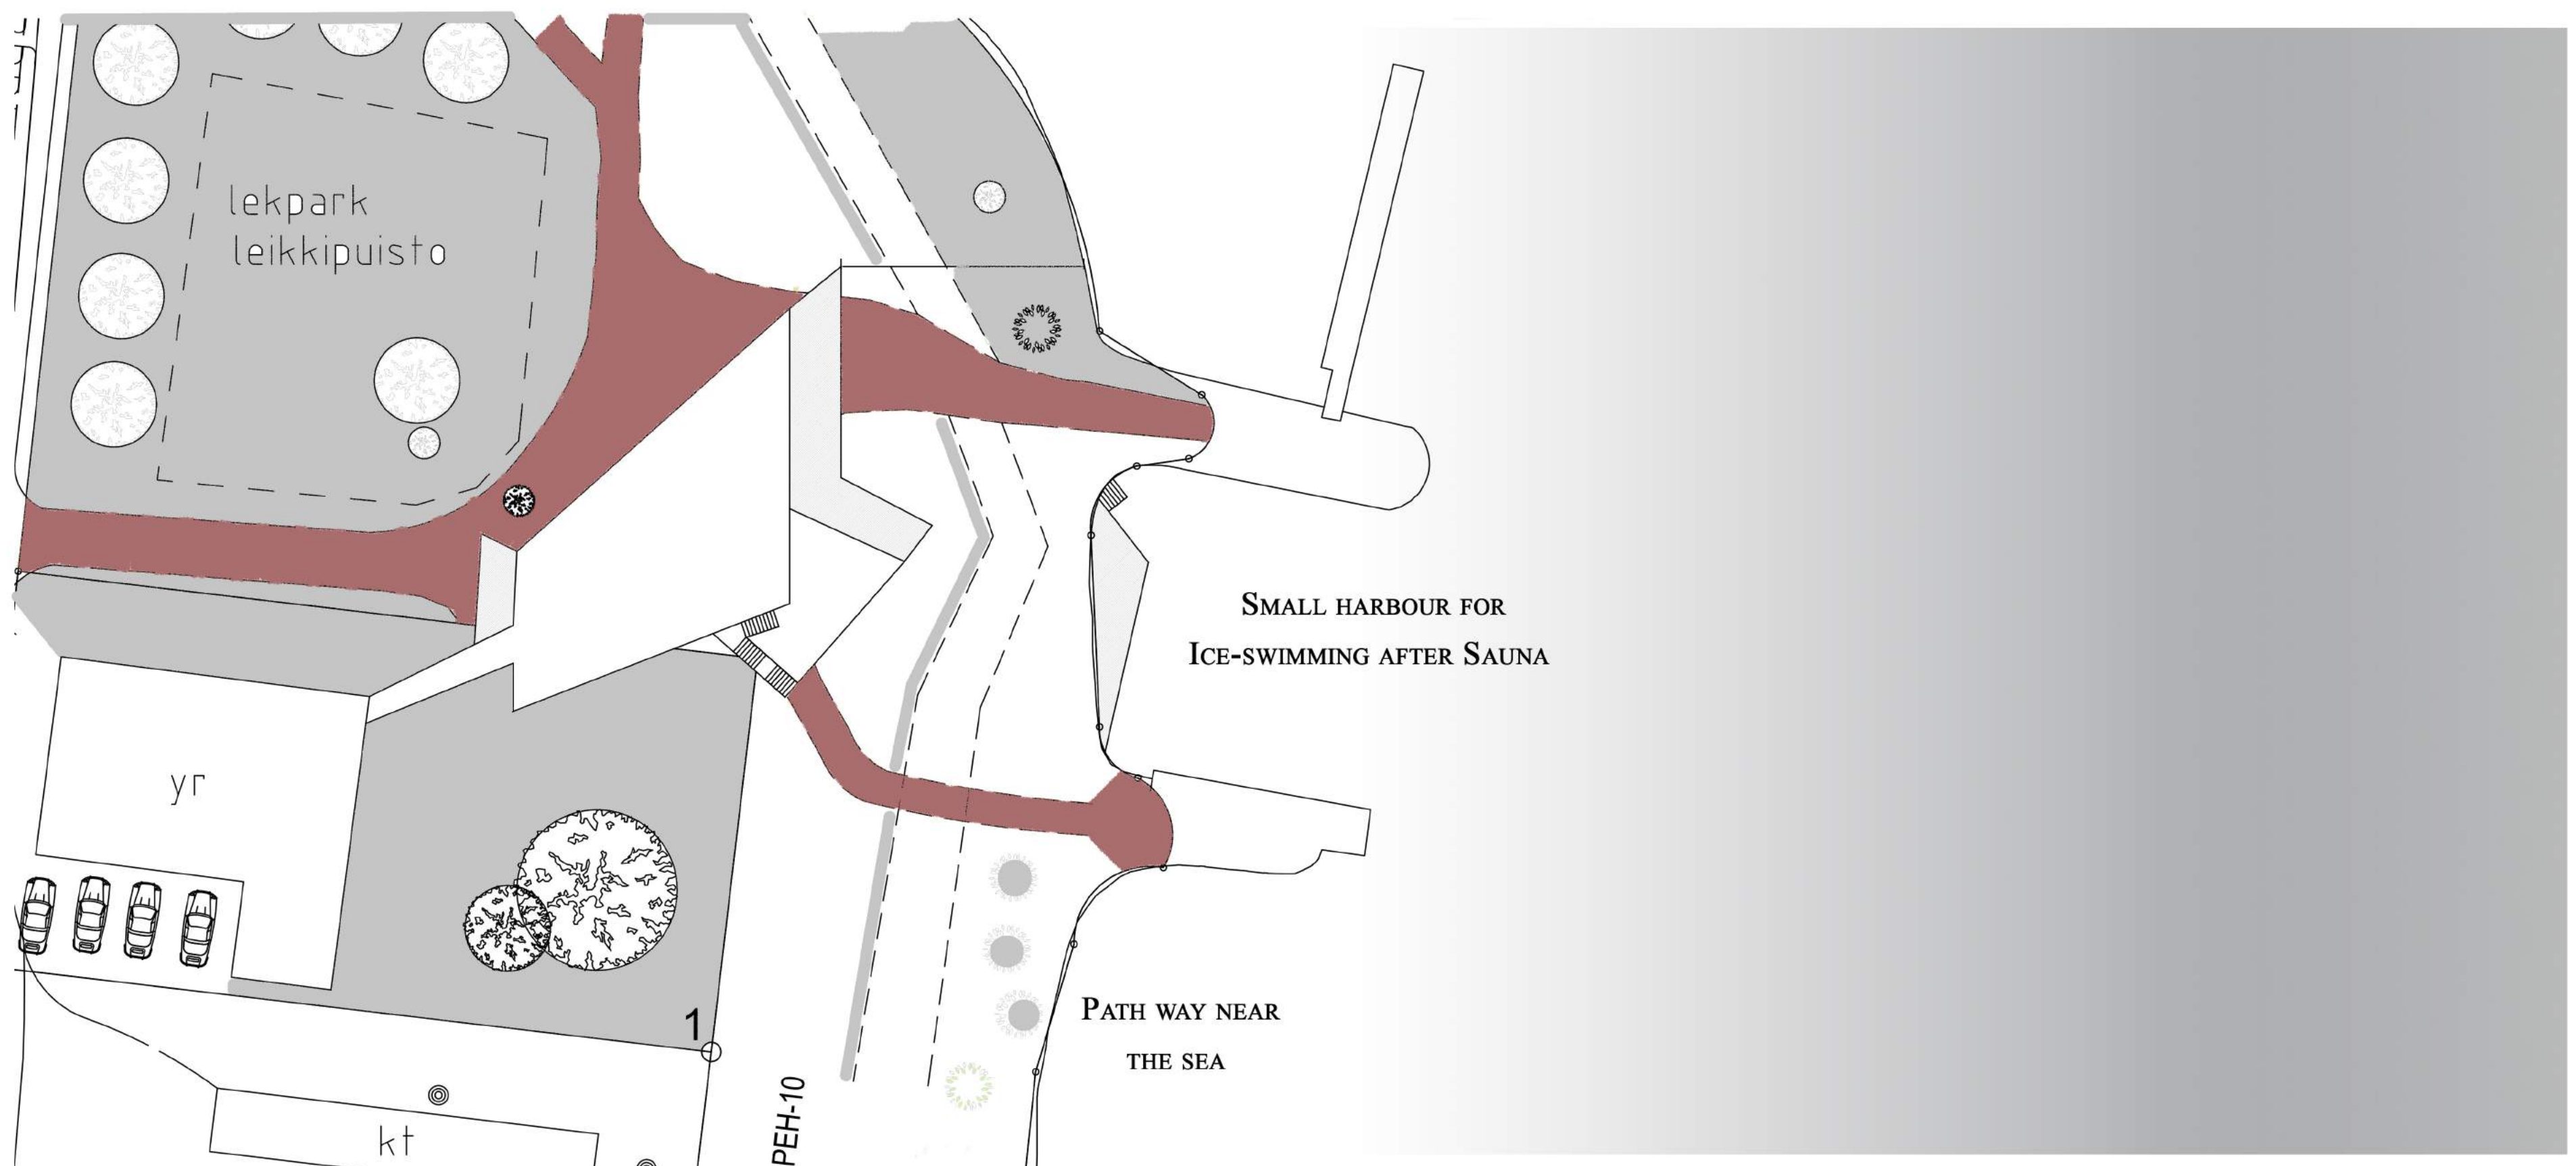 lekpark
leikkipuisto
SMALL HARBOUR FOR
ICE-SWIMMING AFTER SAUNA
yr
1
PATH WAY NEAR
THE SEA
PEH-10
kt